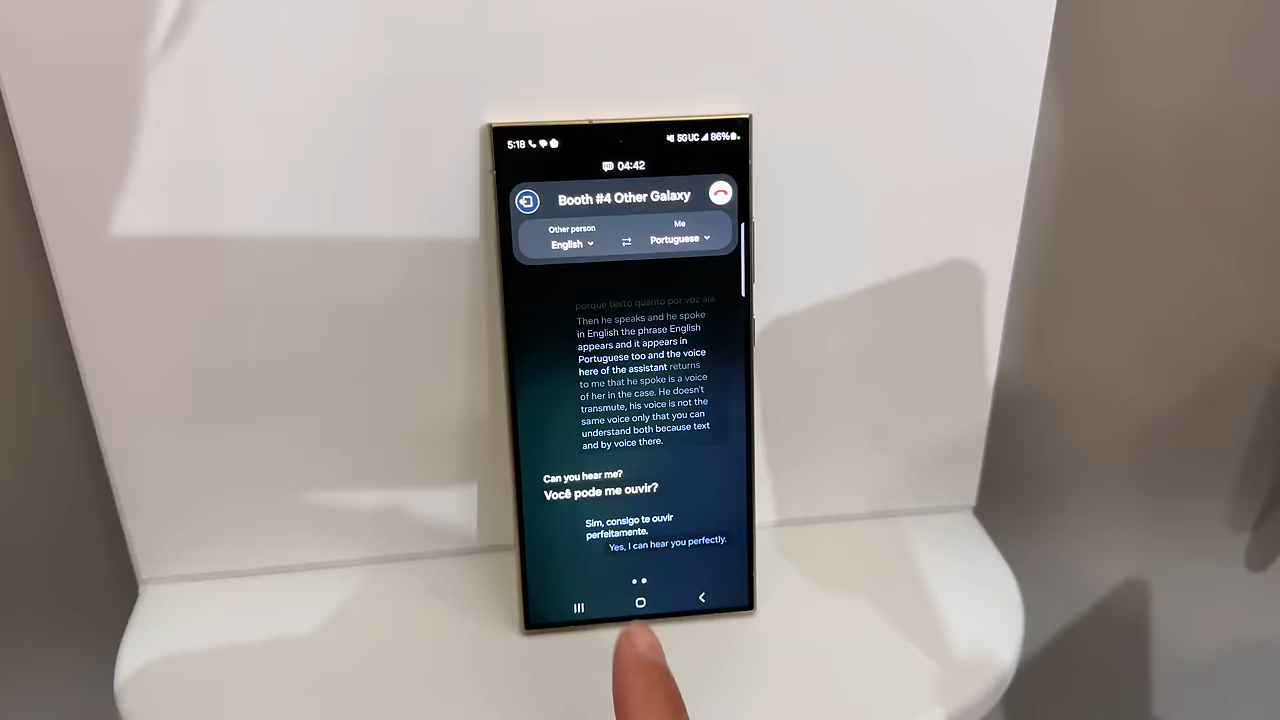 5:18
5G UC 86%
04:42
Booth #4 Other Galaxy
Other person
English
Me
Portuguese
porque texto quanto por voz ala.
Then he speaks and he spoke
in English the phrase English
appears and it appears in
Portuguese too and the voice
here of the assistant returns
to me that he spoke is a voice
of her in the case. He doesn't
transmute, his voice is not the
same voice only that you can
understand both because text
and by voice there.
Can you hear me?
Você pode me ouvir?
Sim, consigo te ouvir
perfeitamente.
Yes, I can hear you perfectly.